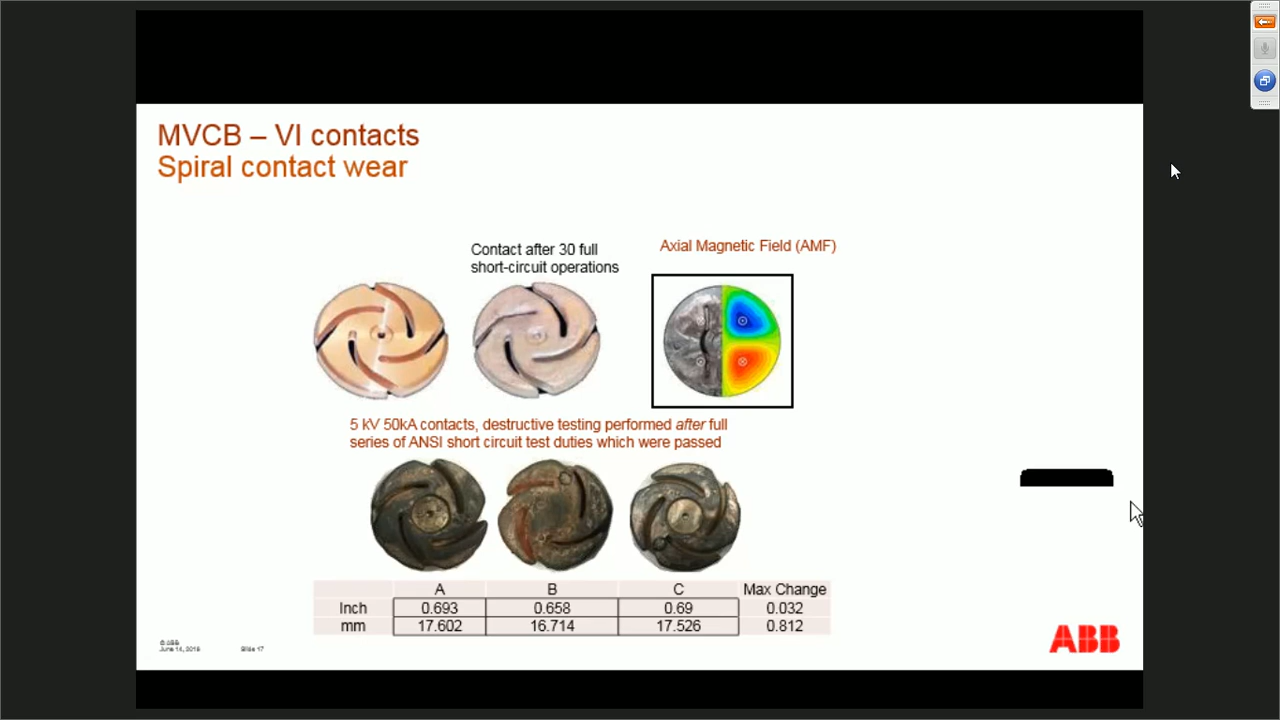 MVCB – VI contacts
Spiral contact wear
Contact after 30 full
short-circuit operations
Axial Magnetic Field (AMF)
5 kV 50kA contacts, destructive testing performed after full
series of ANSI short circuit test duties which were passed
A B C Max Change
Inch 0.693 0.658 0.69 0.032
mm 17.602 16.714 17.526 0.812
© ABB
Slide 17
ABB